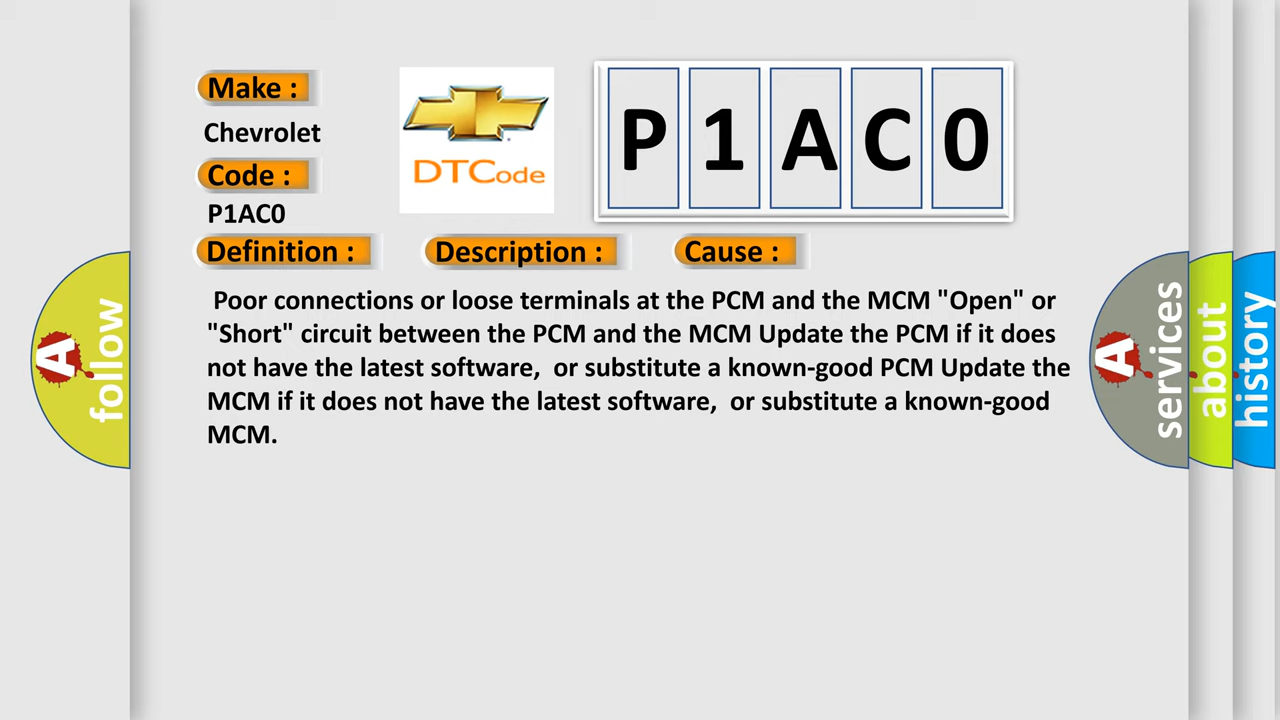 Make :
Chevrolet
Code :
P1AC0
DTCode
P1AC0
Definition :
Description :
Cause :
Poor connections or loose terminals at the PCM and the MCM "Open" or
"Short" circuit between the PCM and the MCM Update the PCM if it does
not have the latest software,  or substitute a known-good PCM Update the
MCM if it does not have the latest software,  or substitute a known-good
MCM.
A
follow
A
services
about
history